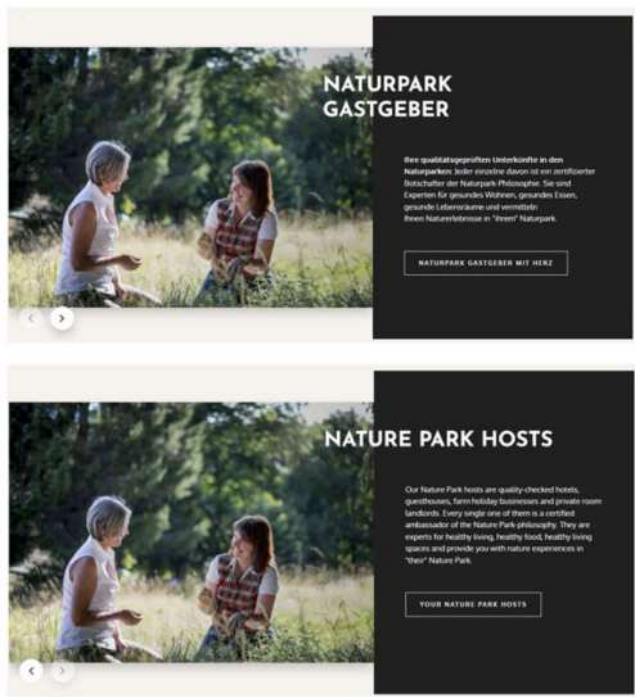 NATURPARK
GASTGEBER
Ihre qualitätsgeprüften Unterkünfte in den
Naturparken: Jeder einzelne davon ist ein zertifizierter
Botschafter der Naturpark-Philosophie. Sie sind
Experten für gesundes Wohnen, gesundes Essen,
gesunde Lebensräume und vermitteln
Ihnen Naturerlebnisse in "ihrem" Naturpark.
NATURPARK GASTGEBER MIT HERZ
NATURE PARK HOSTS
Our Nature Park hosts are quality-checked hotels,
guesthouses, farm holiday businesses and private room
landlords. Every single one of them is a certified
ambassador of the Nature Park-philosophy. They are
experts for healthy living, healthy food, healthy living
spaces and provide you with nature experiences in
"their" Nature Park.
YOUR NATURE PARK HOSTS